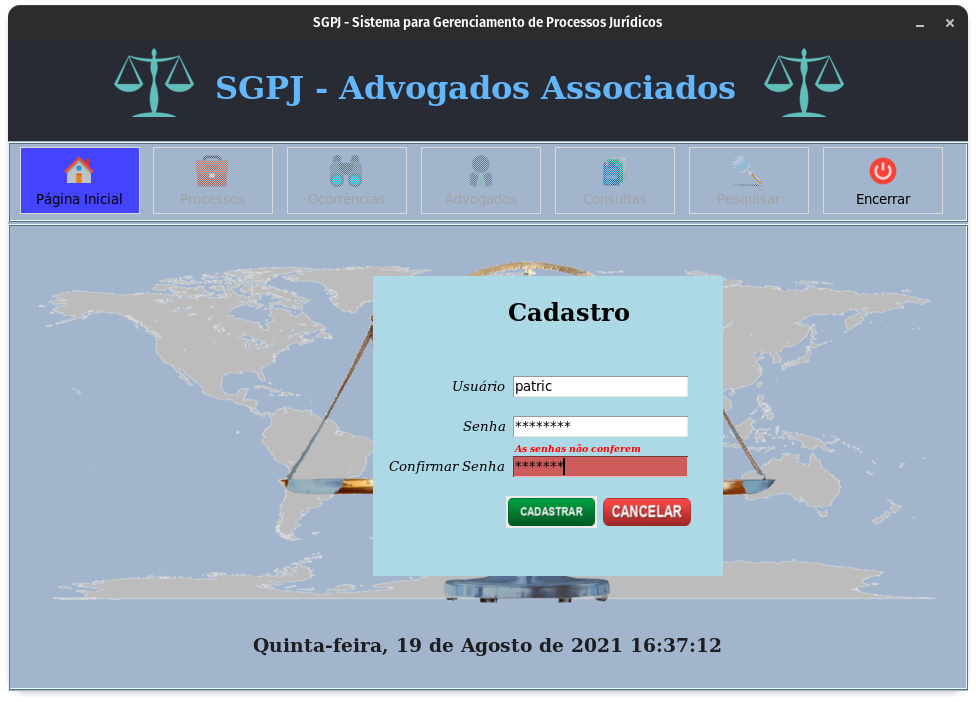 SGPJ - Sistema para Gerenciamento de Processos Jurídicos
SGPJ - Advogados Associados
Página Inicial Processos Ocorrências Advogados Consultas Pesquisar Encerrar
Cadastro
Usuário patric
Senha ********
As senhas não conferem
Confirmar Senha *******
CADASTRAR CANCELAR
Quinta-feira, 19 de Agosto de 2021 16:37:12